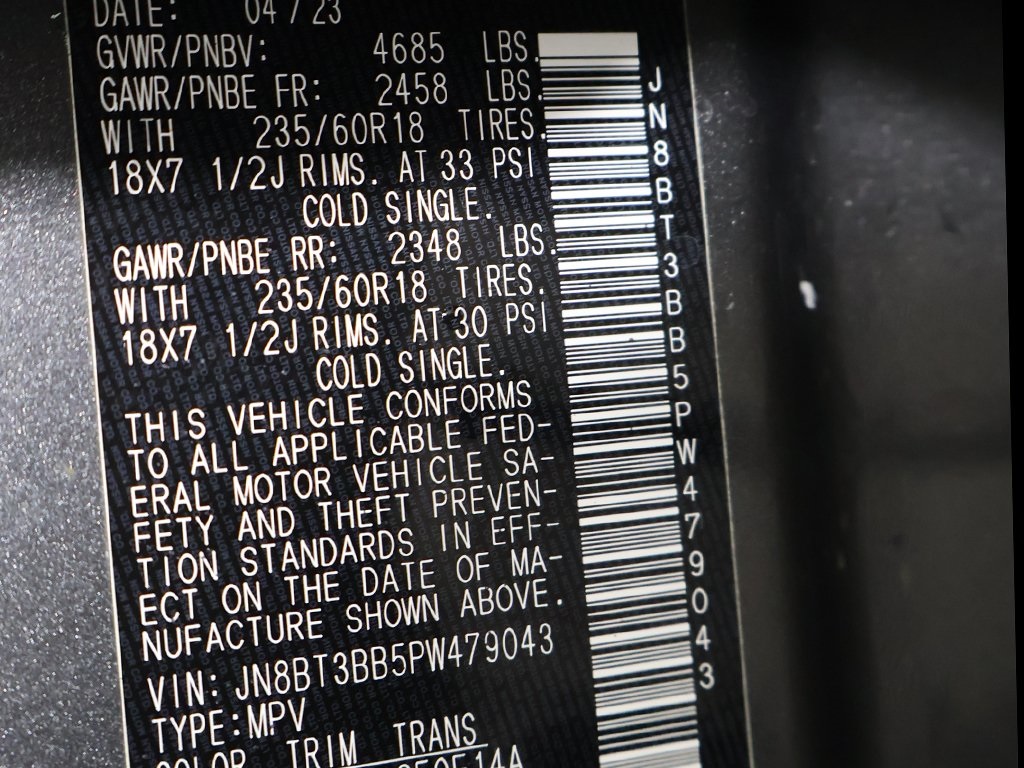 DATE: 04/23
GVWR/PNBV: 4685 LBS.
GAWR/PNBE FR: 2458 LBS.
WITH 235/60R18 TIRES.
18X7 1/2J RIMS. AT 33 PSI
COLD SINGLE.
GAWR/PNBE RR: 2348 LBS.
WITH 235/60R18 TIRES.
18X7 1/2J RIMS. AT 30 PSI
COLD SINGLE.
THIS VEHICLE CONFORMS
TO ALL APPLICABLE FED-
ERAL MOTOR VEHICLE SA-
FETY AND THEFT PREVEN-
TION STANDARDS IN EFF-
ECT ON THE DATE OF MA-
NUFACTURE SHOWN ABOVE.
VIN: JN8BT3BB5PW479043
TYPE:MPV
COLOR TRIM TRANS
JN8BT3BB5PW479043